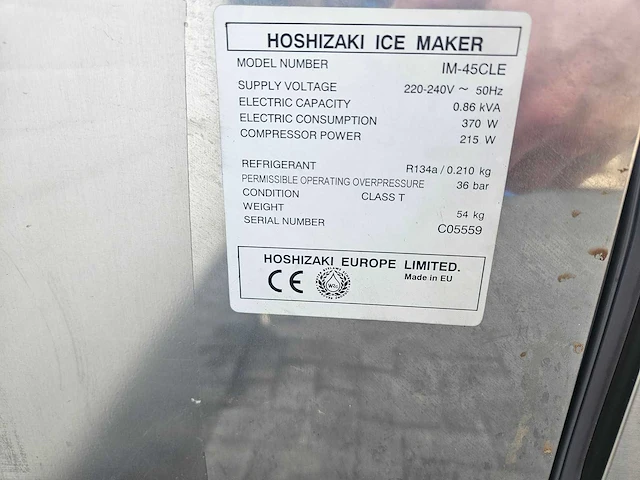 HOSHIZAKI ICE MAKER
MODEL NUMBER IM-45CLE
SUPPLY VOLTAGE 220-240V ~ 50Hz
ELECTRIC CAPACITY 0.86 kVA
ELECTRIC CONSUMPTION 370 W
COMPRESSOR POWER 215 W
REFRIGERANT R134a / 0.210 kg
PERMISSIBLE OPERATING OVERPRESSURE 36 bar
CONDITION CLASS T
WEIGHT 54 kg
SERIAL NUMBER C05559
HOSHIZAKI EUROPE LIMITED.
CE Made in EU